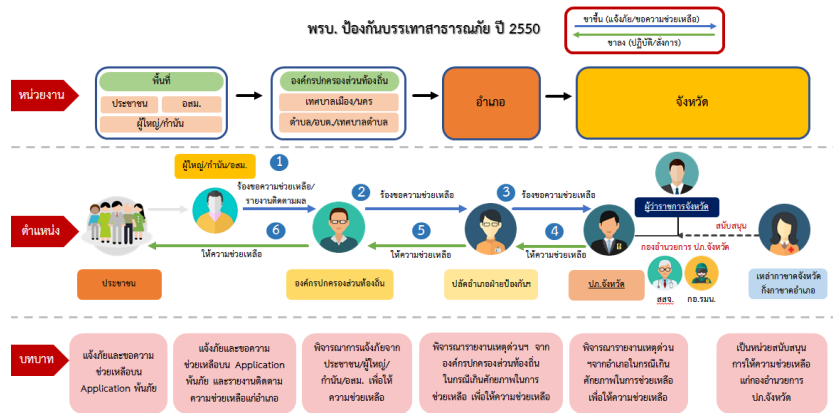 พรบ. ป้องกันบรรเทาสาธารณภัย ปี 2550
ขาขึ้น (แจ้งภัย/ขอความช่วยเหลือ)
ขาลง (ปฏิบัติ/สั่งการ)
หน่วยงาน
พื้นที่
ประชาชน
อสม.
ผู้ใหญ่/กำนัน
องค์กรปกครองส่วนท้องถิ่น
เทศบาลเมือง/นคร
ตำบล/อบต./เทศบาลตำบล
อำเภอ
จังหวัด
ตำแหน่ง
ผู้ใหญ่/กำนัน/อสม.
1
ร้องขอความช่วยเหลือ/
รายงานติดตามผล
2
ร้องขอความช่วยเหลือ
3
ร้องขอความช่วยเหลือ
ผู้ว่าราชการจังหวัด
6
ให้ความช่วยเหลือ
5
ให้ความช่วยเหลือ
4
ให้ความช่วยเหลือ
สนับสนุน
กองอำนวยการ ปภ.จังหวัด
ประชาชน
องค์กรปกครองส่วนท้องถิ่น
ปลัดอำเภอฝ่ายป้องกันฯ
ปภ.จังหวัด
สสจ.
กอ.รมน.
เหล่ากาชาดจังหวัด
กิ่งกาชาดอำเภอ
บทบาท
แจ้งภัยและขอความ
ช่วยเหลือบน
Application พ้นภัย
แจ้งภัยและขอความ
ช่วยเหลือบน Application
พ้นภัย และรายงานติดตาม
ความช่วยเหลือแก่อำเภอ
พิจารณาการแจ้งภัยจาก
ประชาชน/ผู้ใหญ่/
กำนัน/อสม. เพื่อให้
ความช่วยเหลือ
พิจารณารายงานเหตุด่วนฯ จาก
องค์กรปกครองส่วนท้องถิ่น
ในกรณีเกินศักยภาพในการ
ช่วยเหลือ เพื่อให้ความช่วยเหลือ
พิจารณารายงานเหตุด่วน
ฯจากอำเภอในกรณีเกิน
ศักยภาพในการช่วยเหลือ
เพื่อให้ความช่วยเหลือ
เป็นหน่วยสนับสนุน
การให้ความช่วยเหลือ
แก่กองอำนวยการ
ปภ.จังหวัด